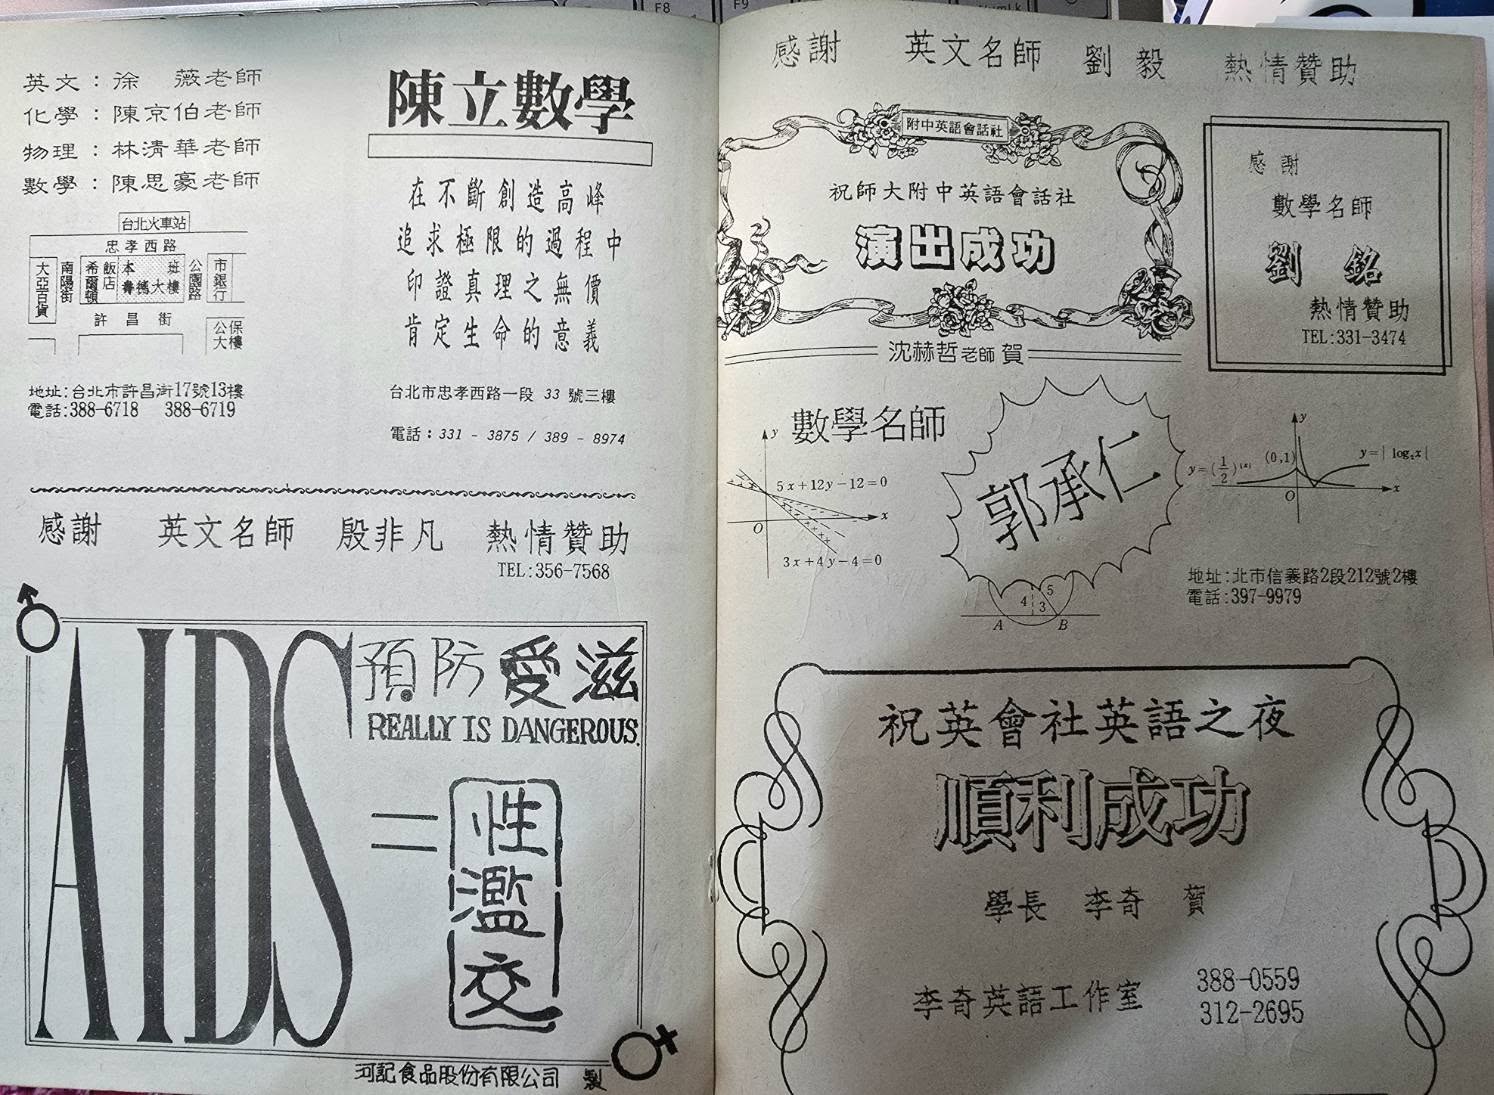 F8
F9
英文：徐　薇老師
化學：陳京伯老師
物理：林清華老師
數學：陳思豪老師
台北火車站
忠孝西路
大亞百貨
南陽街
希爾頓飯店
本班
壽德大樓
公園路
市銀行
許昌街
公保大樓
地址:台北市許昌街17號13樓
電話:388-6718　388-6719
陳立數學
在不斷創造高峰
追求極限的過程中
印證真理之無價
肯定生命的意義
台北市忠孝西路一段 33 號三樓
電話：331 - 3875 / 389 - 8974
感謝　英文名師　殷非凡　熱情贊助
TEL:356-7568
AIDS
預防愛滋
REALLY IS DANGEROUS.
=
性濫交
河記食品股份有限公司　製
感謝　英文名師　劉毅　熱情贊助
附中英語會話社
祝師大附中英語會話社
演出成功
沈赫哲老師 賀
感謝
數學名師
劉　銘
熱情贊助
TEL:331-3474
數學名師
郭承仁
y
5x+12y-12=0
x
O
3x+4y-4=0
4
5
3
A
B
y
y=(1/2)^|x|
(0,1)
y=|log₂x|
O
x
地址:北市信義路2段212號2樓
電話:397-9979
祝英會社英語之夜
順利成功
學長　李奇　賀
李奇英語工作室
388-0559
312-2695